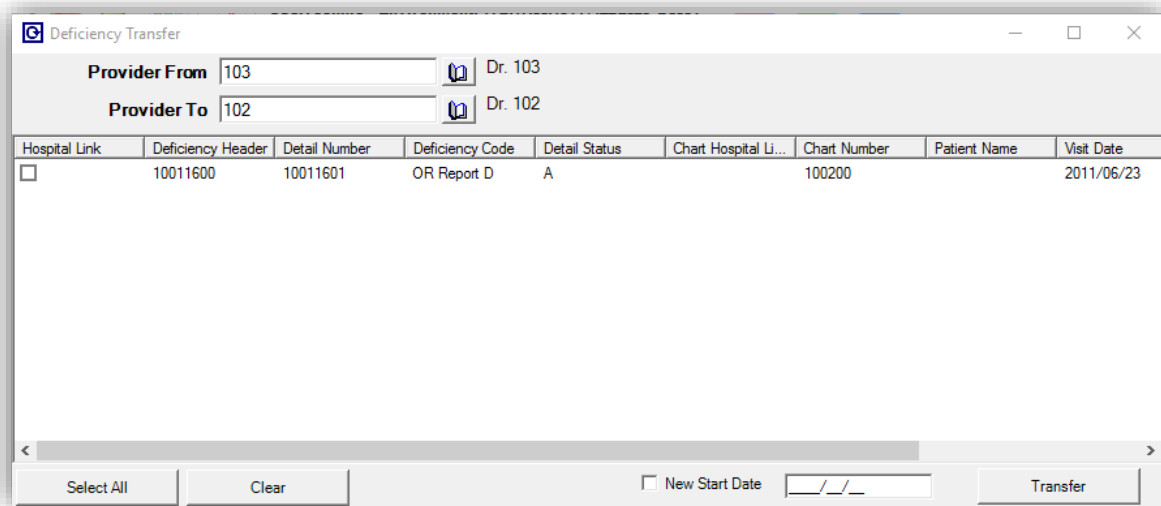 Deficiency Transfer
Provider From 103 Dr. 103
Provider To 102 Dr. 102
Hospital Link Deficiency Header Detail Number Deficiency Code Detail Status Chart Hospital Li... Chart Number Patient Name Visit Date
10011600 10011601 OR Report D A 100200 2011/06/23
Select All Clear New Start Date ____/__/__ Transfer